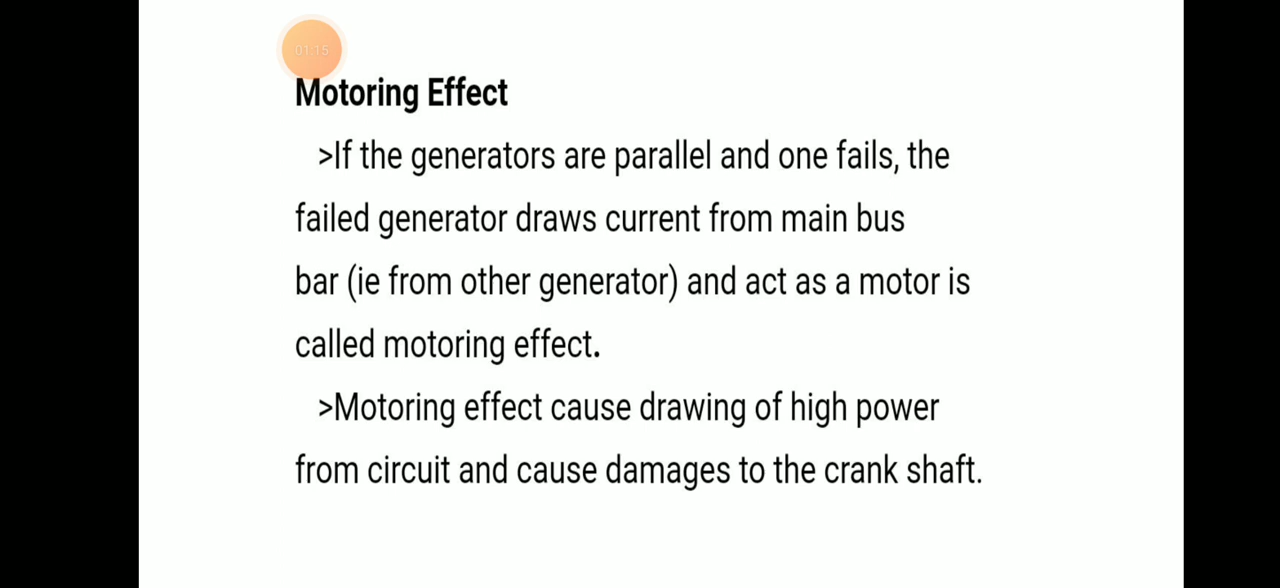 01:15
Motoring Effect
>If the generators are parallel and one fails, the
failed generator draws current from main bus
bar (ie from other generator) and act as a motor is
called motoring effect.
>Motoring effect cause drawing of high power
from circuit and cause damages to the crank shaft.